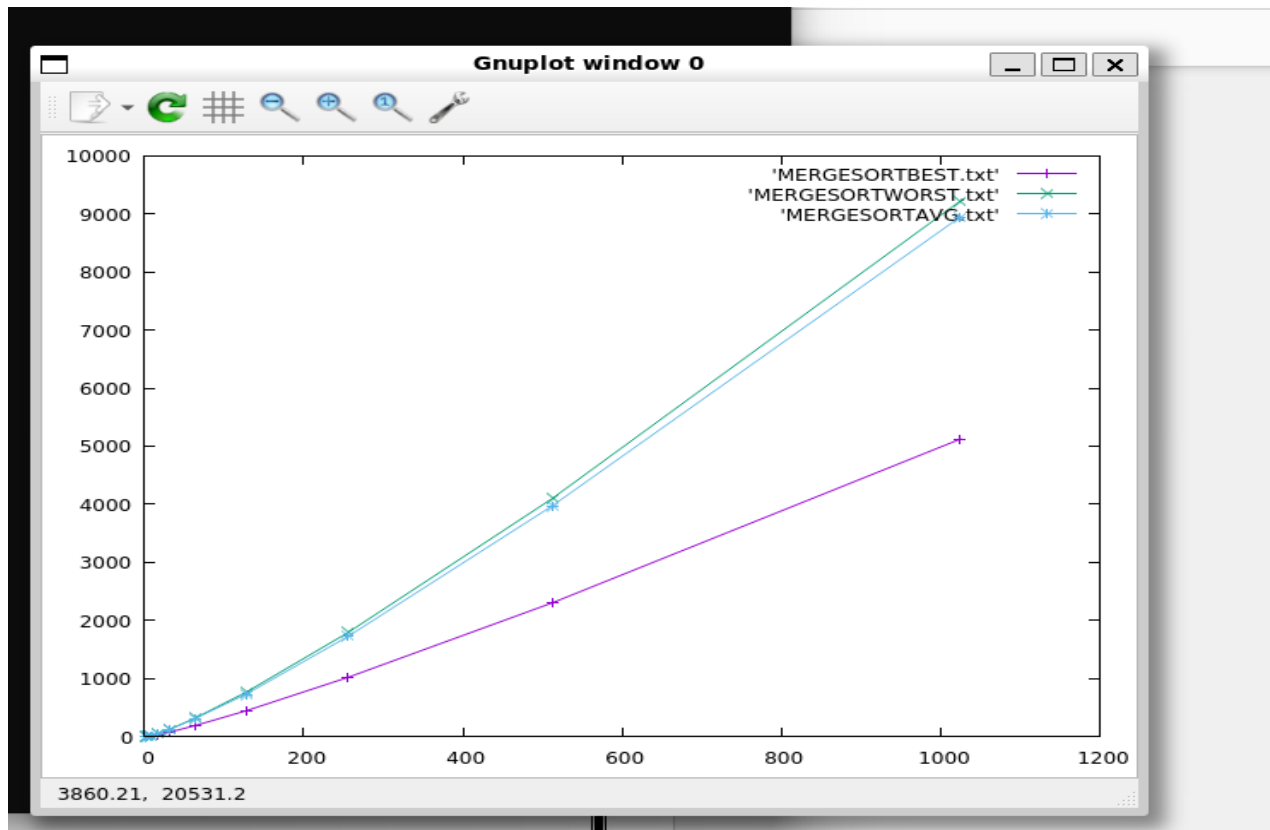 Gnuplot window 0
1
10000
9000
8000
7000
6000
5000
4000
3000
2000
1000
0
'MERGESORTBEST.txt'
'MERGESORTWORST.txt'
'MERGESORTAVG.txt'
0 200 400 600 800 1000 1200
3860.21, 20531.2